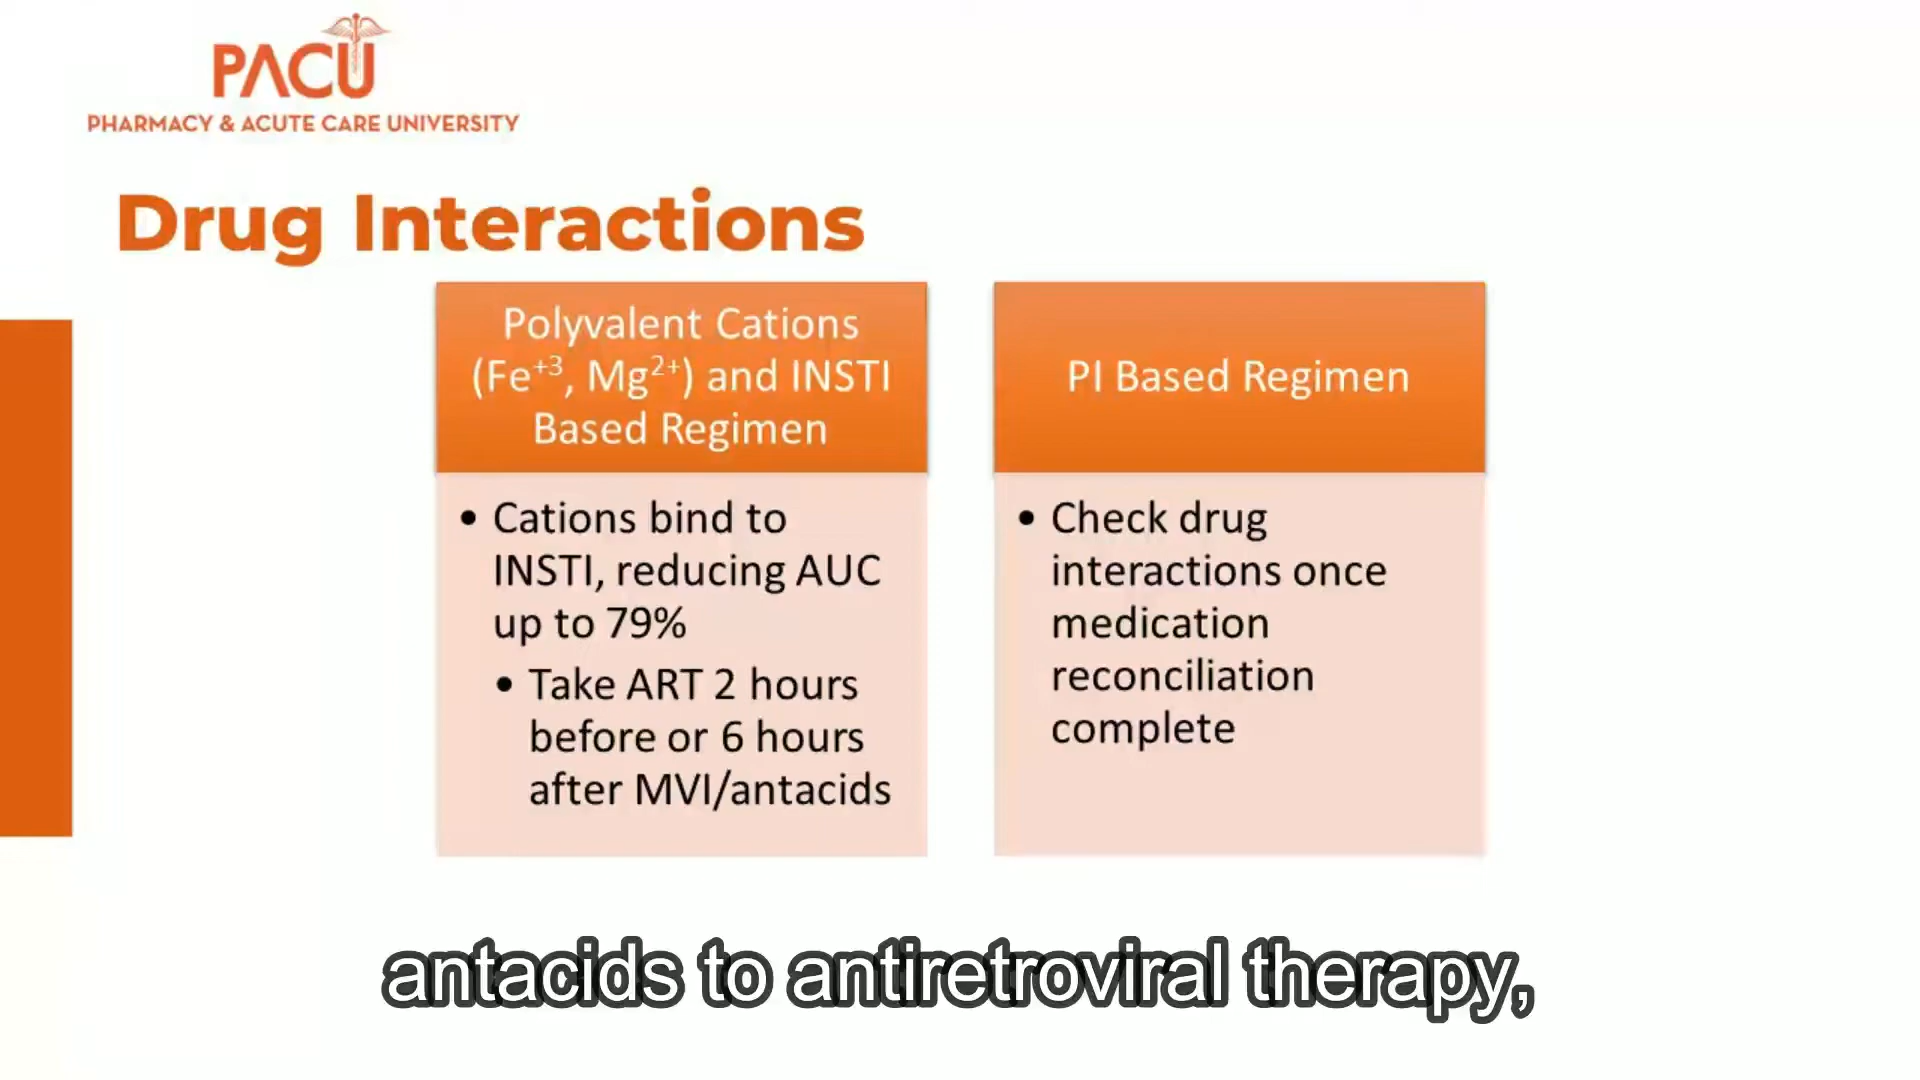 PACU
PHARMACY & ACUTE CARE UNIVERSITY
Drug Interactions
Polyvalent Cations
(Fe+3, Mg2+) and INSTI
Based Regimen
• Cations bind to
INSTI, reducing AUC
up to 79%
• Take ART 2 hours
before or 6 hours
after MVI/antacids
PI Based Regimen
• Check drug
interactions once
medication
reconciliation
complete
antacids to antiretroviral therapy,